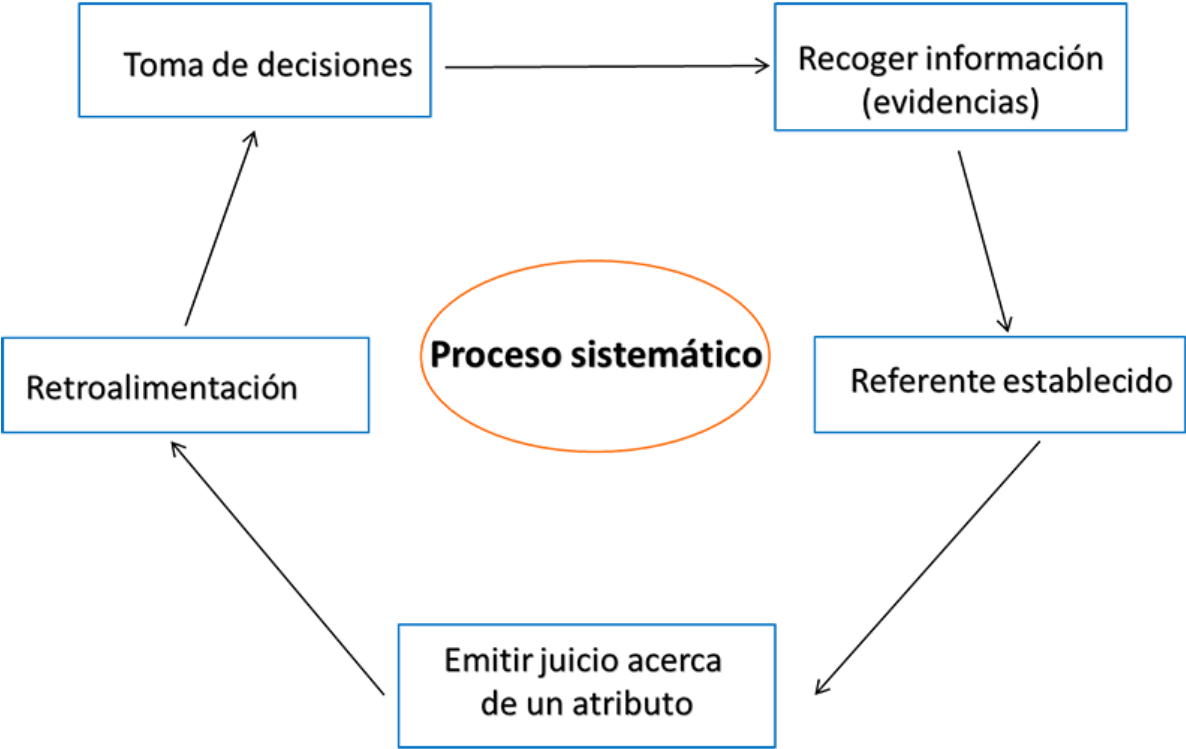 Toma de decisiones
Recoger información
(evidencias)
Proceso sistemático
Retroalimentación
Referente establecido
Emitir juicio acerca
de un atributo